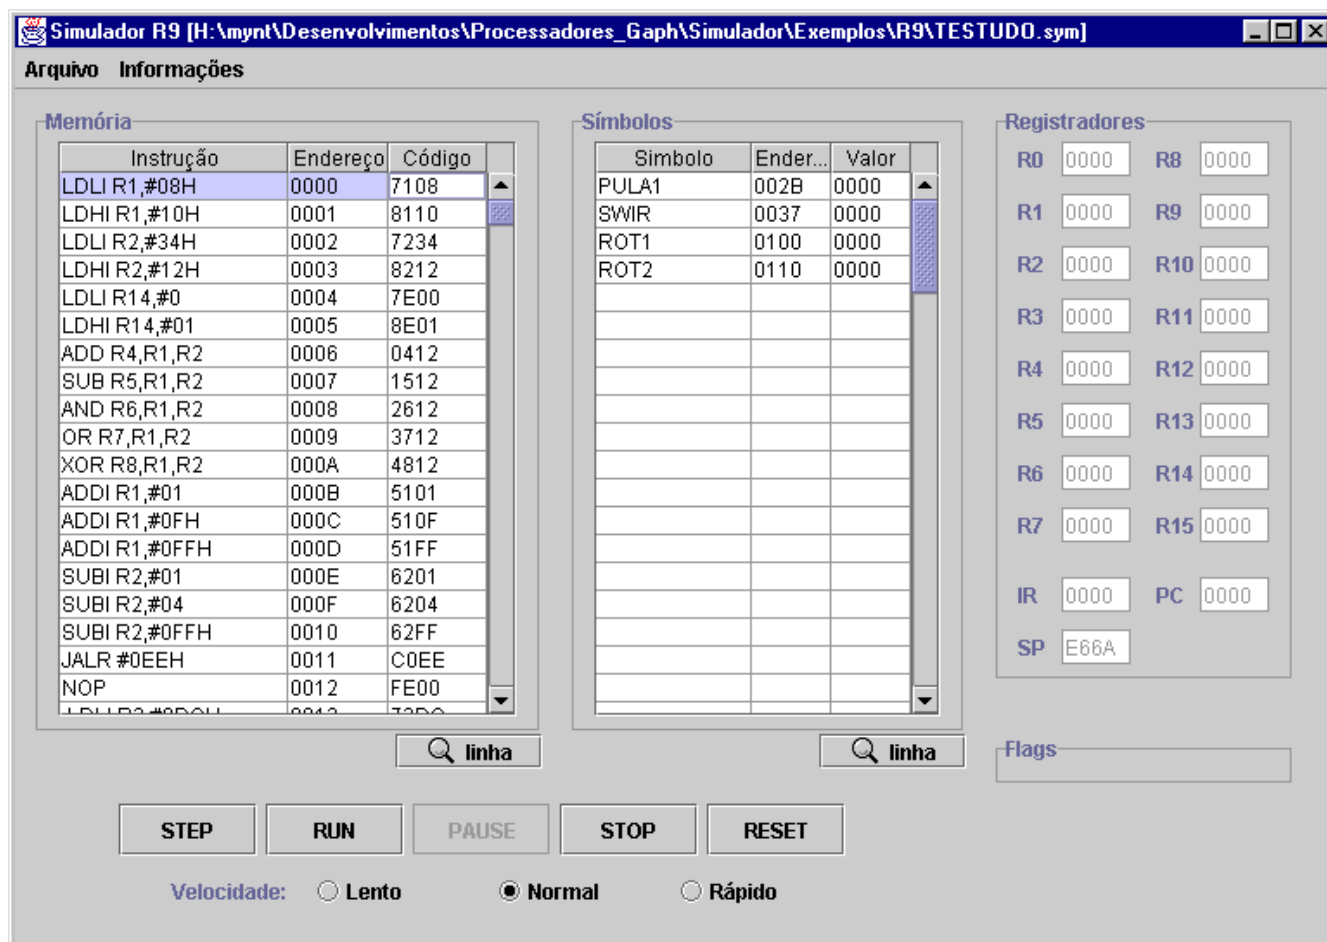 Simulador R9 [H:\mynt\Desenvolvimentos\Processadores_Gaph\Simulador\Exemplos\R9\TESTUDO.sym]
Arquivo Informações
Memória
Instrução Endereço Código
LDLI R1,#08H 0000 7108
LDHI R1,#10H 0001 8110
LDLI R2,#34H 0002 7234
LDHI R2,#12H 0003 8212
LDLI R14,#0 0004 7E00
LDHI R14,#01 0005 8E01
ADD R4,R1,R2 0006 0412
SUB R5,R1,R2 0007 1512
AND R6,R1,R2 0008 2612
OR R7,R1,R2 0009 3712
XOR R8,R1,R2 000A 4812
ADDI R1,#01 000B 5101
ADDI R1,#0FH 000C 510F
ADDI R1,#0FFH 000D 51FF
SUBI R2,#01 000E 6201
SUBI R2,#04 000F 6204
SUBI R2,#0FFH 0010 62FF
JALR #0EEH 0011 C0EE
NOP 0012 FE00
linha
Símbolos
Simbolo Ender... Valor
PULA1 002B 0000
SWIR 0037 0000
ROT1 0100 0000
ROT2 0110 0000
linha
Registradores
R0 0000 R8 0000
R1 0000 R9 0000
R2 0000 R10 0000
R3 0000 R11 0000
R4 0000 R12 0000
R5 0000 R13 0000
R6 0000 R14 0000
R7 0000 R15 0000
IR 0000 PC 0000
SP E66A
Flags
STEP RUN PAUSE STOP RESET
Velocidade: Lento Normal Rápido